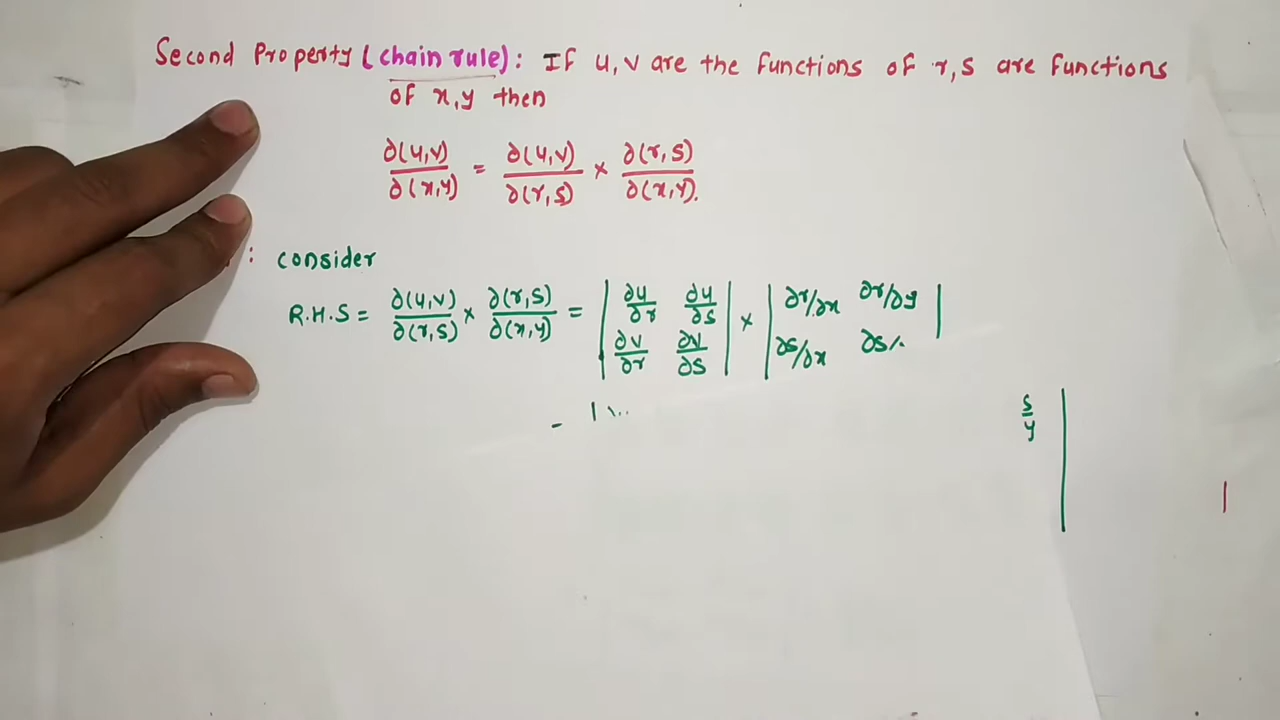 Second Property (chain rule): If u,v are the functions of r,s are functions
of x,y then
∂(u,v)/∂(x,y) = ∂(u,v)/∂(r,s) × ∂(r,s)/∂(x,y).
: consider
R.H.S = ∂(u,v)/∂(r,s) × ∂(r,s)/∂(x,y) = | ∂u/∂r ∂u/∂s | × | ∂r/∂x ∂r/∂y |
| ∂v/∂r ∂v/∂s | | ∂s/∂x ∂s/
s/y |